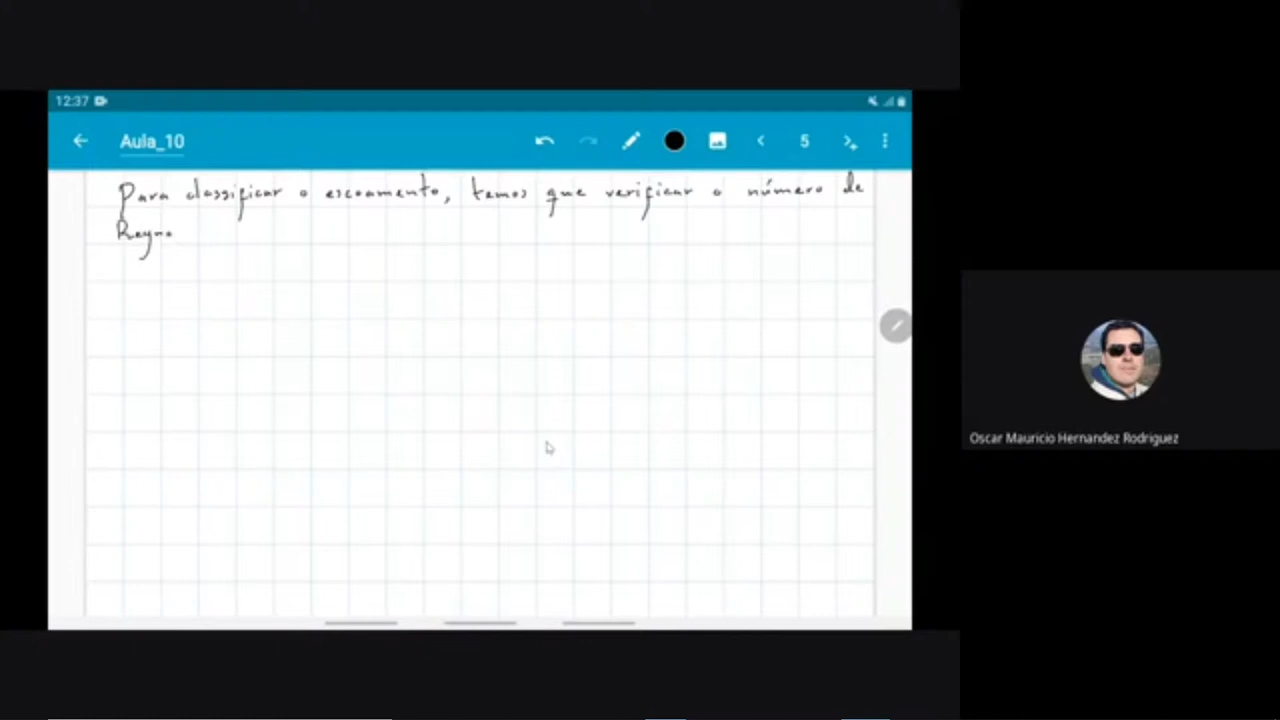 12:37
Aula_10
5
Para classificar o escoamento, temos que verificar o número de
Reyno
Oscar Mauricio Hernandez Rodriguez